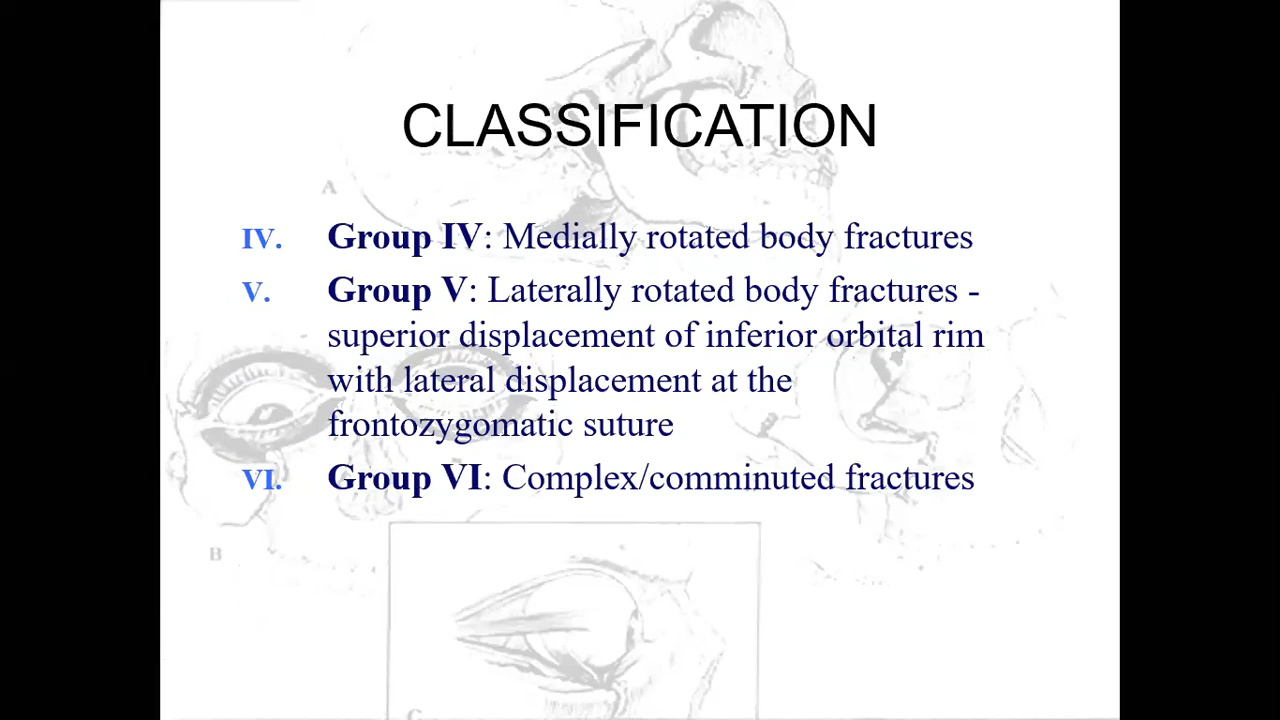 CLASSIFICATION
A
IV. Group IV: Medially rotated body fractures
V. Group V: Laterally rotated body fractures -
superior displacement of inferior orbital rim
with lateral displacement at the
frontozygomatic suture
VI. Group VI: Complex/comminuted fractures
B
C